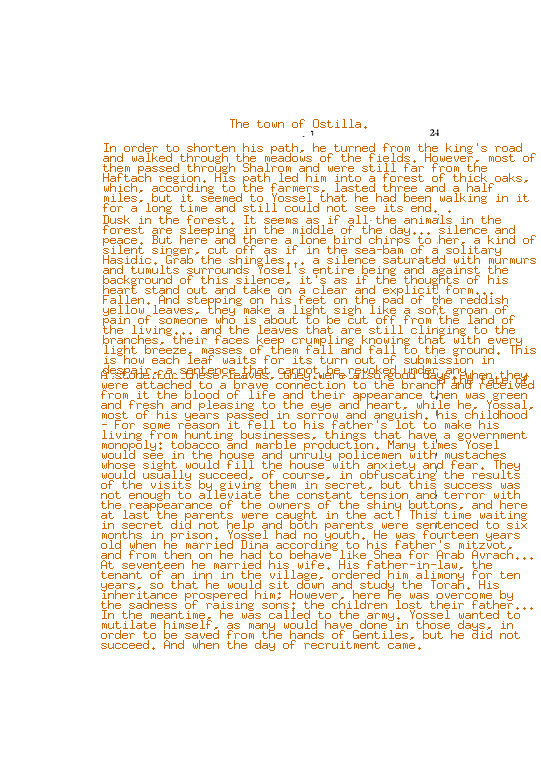 The town of Ostilla.
24
In order to shorten his path, he turned from the king's road
and walked through the meadows of the fields. However, most of
them passed through Shalrom and were still far from the
Haftach region. His path led him into a forest of thick oaks,
which, according to the farmers, lasted three and a half
miles, but it seemed to Yossel that he had been walking in it
for a long time and still could not see its end. .
Dusk in the forest. It seems as if all the animals in the
forest are sleeping in the middle of the day... silence and
peace. But here and there a lone bird chirps to her, a kind of
silent singer, cut off as if in the sea-bam of a solitary
Hasidic. Grab the shingles... a silence saturated with murmurs
and tumults surrounds Yosel's entire being and against the
background of this silence, it's as if the thoughts of his
heart stand out and take on a clear and explicit form...
Fallen. And stepping on his feet on the pad of the reddish
yellow leaves, they make a light sigh like a soft groan of
pain of someone who is about to be cut off from the land of
the living... and the leaves that are still clinging to the
branches, their faces keep crumpling knowing that with every
light breeze, masses of them fall and fall to the ground. This
is how each leaf waits for its turn out of submission in
despair - a sentence that cannot be revoked under any
these leaves, they were also good days, when they
were attached to a brave connection to the branch and received
from it the blood of life and their appearance then was green
and fresh and pleasing to the eye and heart, while he, Yossel,
most of his years passed in sorrow and anguish. his childhood
- For some reason it fell to his father's lot to make his
living from hunting businesses, things that have a government
monopoly: tobacco and marble production. Many times Yosel
would see in the house and unruly policemen with mustaches
whose sight would fill the house with anxiety and fear. They
would usually succeed, of course, in obfuscating the results
of the visits by giving them in secret, but this success was
not enough to alleviate the constant tension and terror with
the reappearance of the owners of the shiny buttons, and here
at last the parents were caught in the act! This time waiting
in secret did not help and both parents were sentenced to six
months in prison. Yossel had no youth. He was fourteen years
old when he married Dina according to his father's mitzvot,
and from then on he had to behave like Shea for Arab Avrach...
At seventeen he married his wife. His father-in-law, the
tenant of an inn in the village, ordered him alimony for ten
years, so that he would sit down and study the Torah. His
inheritance prospered him; However, here he was overcome by
the sadness of raising sons; the children lost their father...
In the meantime, he was called to the army. Yossel wanted to
mutilate himself, as many would have done in those days, in
order to be saved from the hands of Gentiles, but he did not
succeed. And when the day of recruitment came.